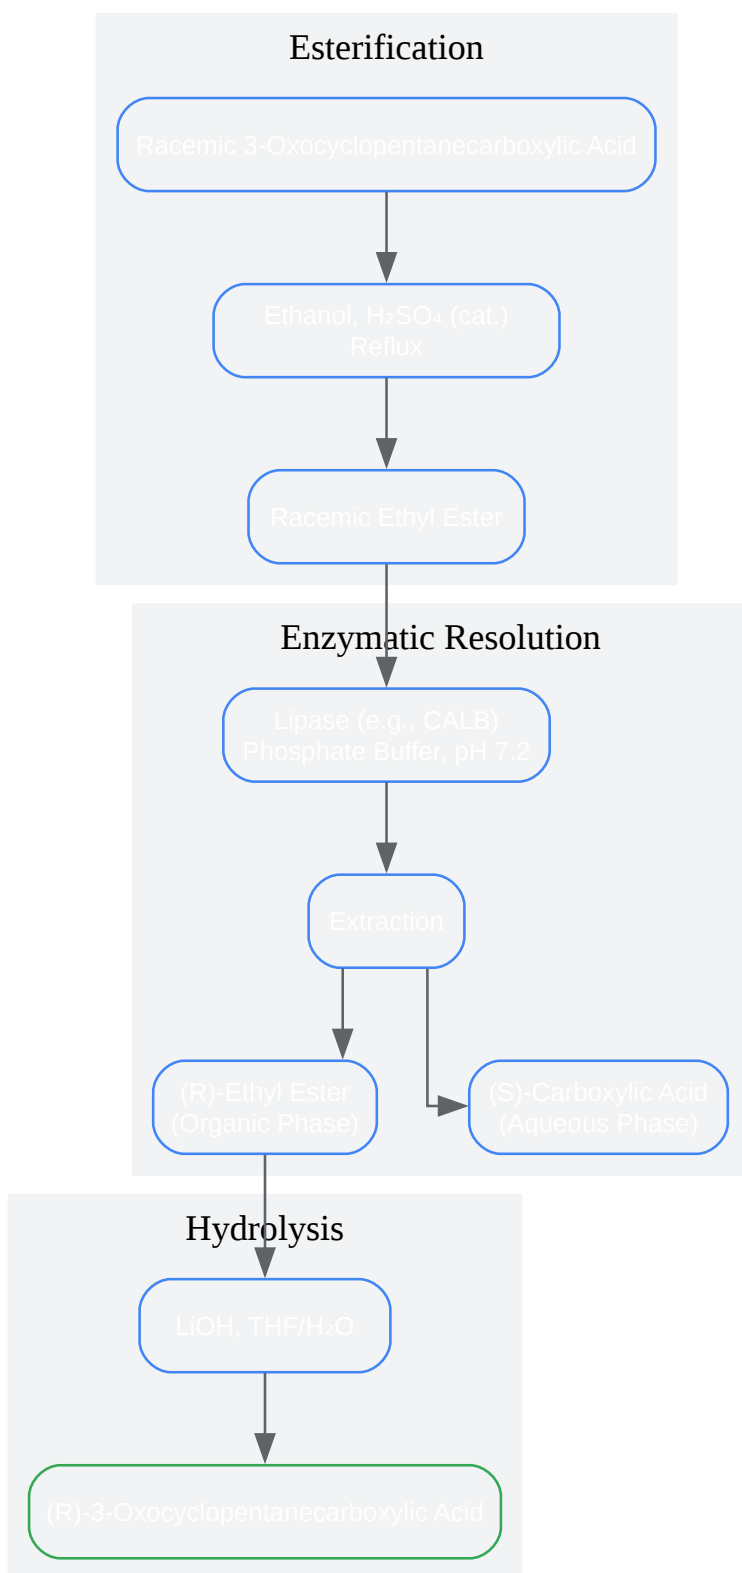 Esterification
Racemic 3-Oxocyclopentanecarboxylic Acid
Ethanol, H₂SO₄ (cat.)
Reflux
Racemic Ethyl Ester
Enzymatic Resolution
Lipase (e.g., CALB)
Phosphate Buffer, pH 7.2
Extraction
(R)-Ethyl Ester
(Organic Phase)
(S)-Carboxylic Acid
(Aqueous Phase)
Hydrolysis
LiOH, THF/H₂O
(R)-3-Oxocyclopentanecarboxylic Acid